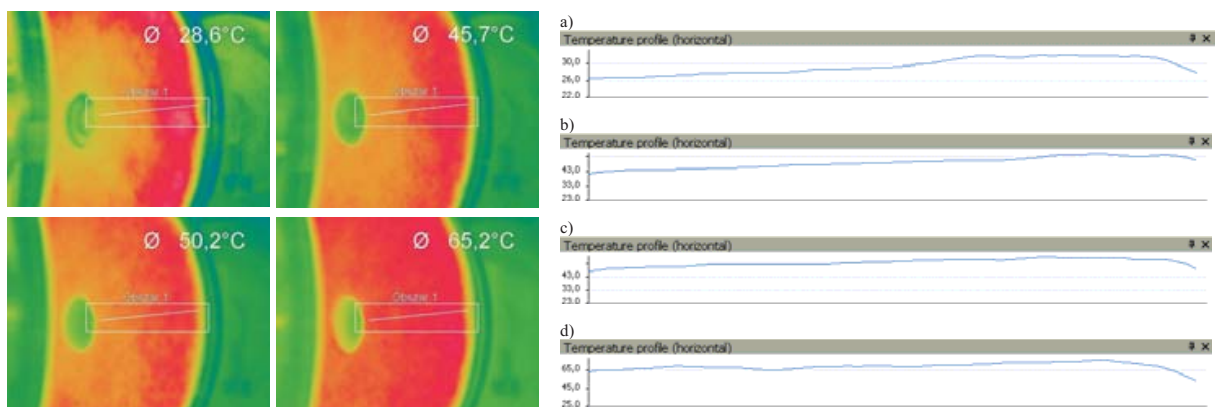 Ø 28,6°C
Obszar 1
Ø 45,7°C
Obszar 1
Ø 50,2°C
Obszar 1
Ø 65,2°C
Obszar 1
a)
Temperature profile (horizontal)
30,0
26,0
22,0
b)
Temperature profile (horizontal)
43,0
33,0
23,0
c)
Temperature profile (horizontal)
43,0
33,0
23,0
d)
Temperature profile (horizontal)
65,0
45,0
25,0